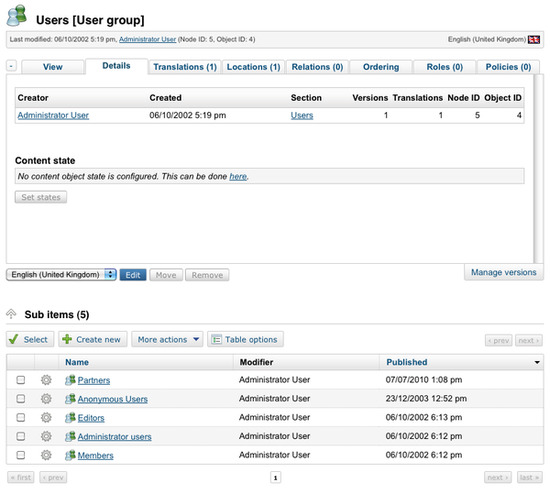 Users [User group]
Last modified: 06/10/2002 5:19 pm, Administrator User (Node ID: 5, Object ID: 4) English (United Kingdom)
- View Details Translations (1) Locations (1) Relations (0) Ordering Roles (0) Policies (0)
Creator Created Section Versions Translations Node ID Object ID
Administrator User 06/10/2002 5:19 pm Users 1 1 5 4
Content state
No content object state is configured. This can be done here.
Set states
English (United Kingdom) Edit Move Remove Manage versions
Sub items (5)
Select Create new More actions Table options ‹ prev next ›
Name Modifier Published
Partners Administrator User 07/07/2010 1:08 pm
Anonymous Users Administrator User 23/12/2003 12:52 pm
Editors Administrator User 06/10/2002 6:13 pm
Administrator users Administrator User 06/10/2002 6:12 pm
Members Administrator User 06/10/2002 6:12 pm
« first ‹ prev 1 next › last »